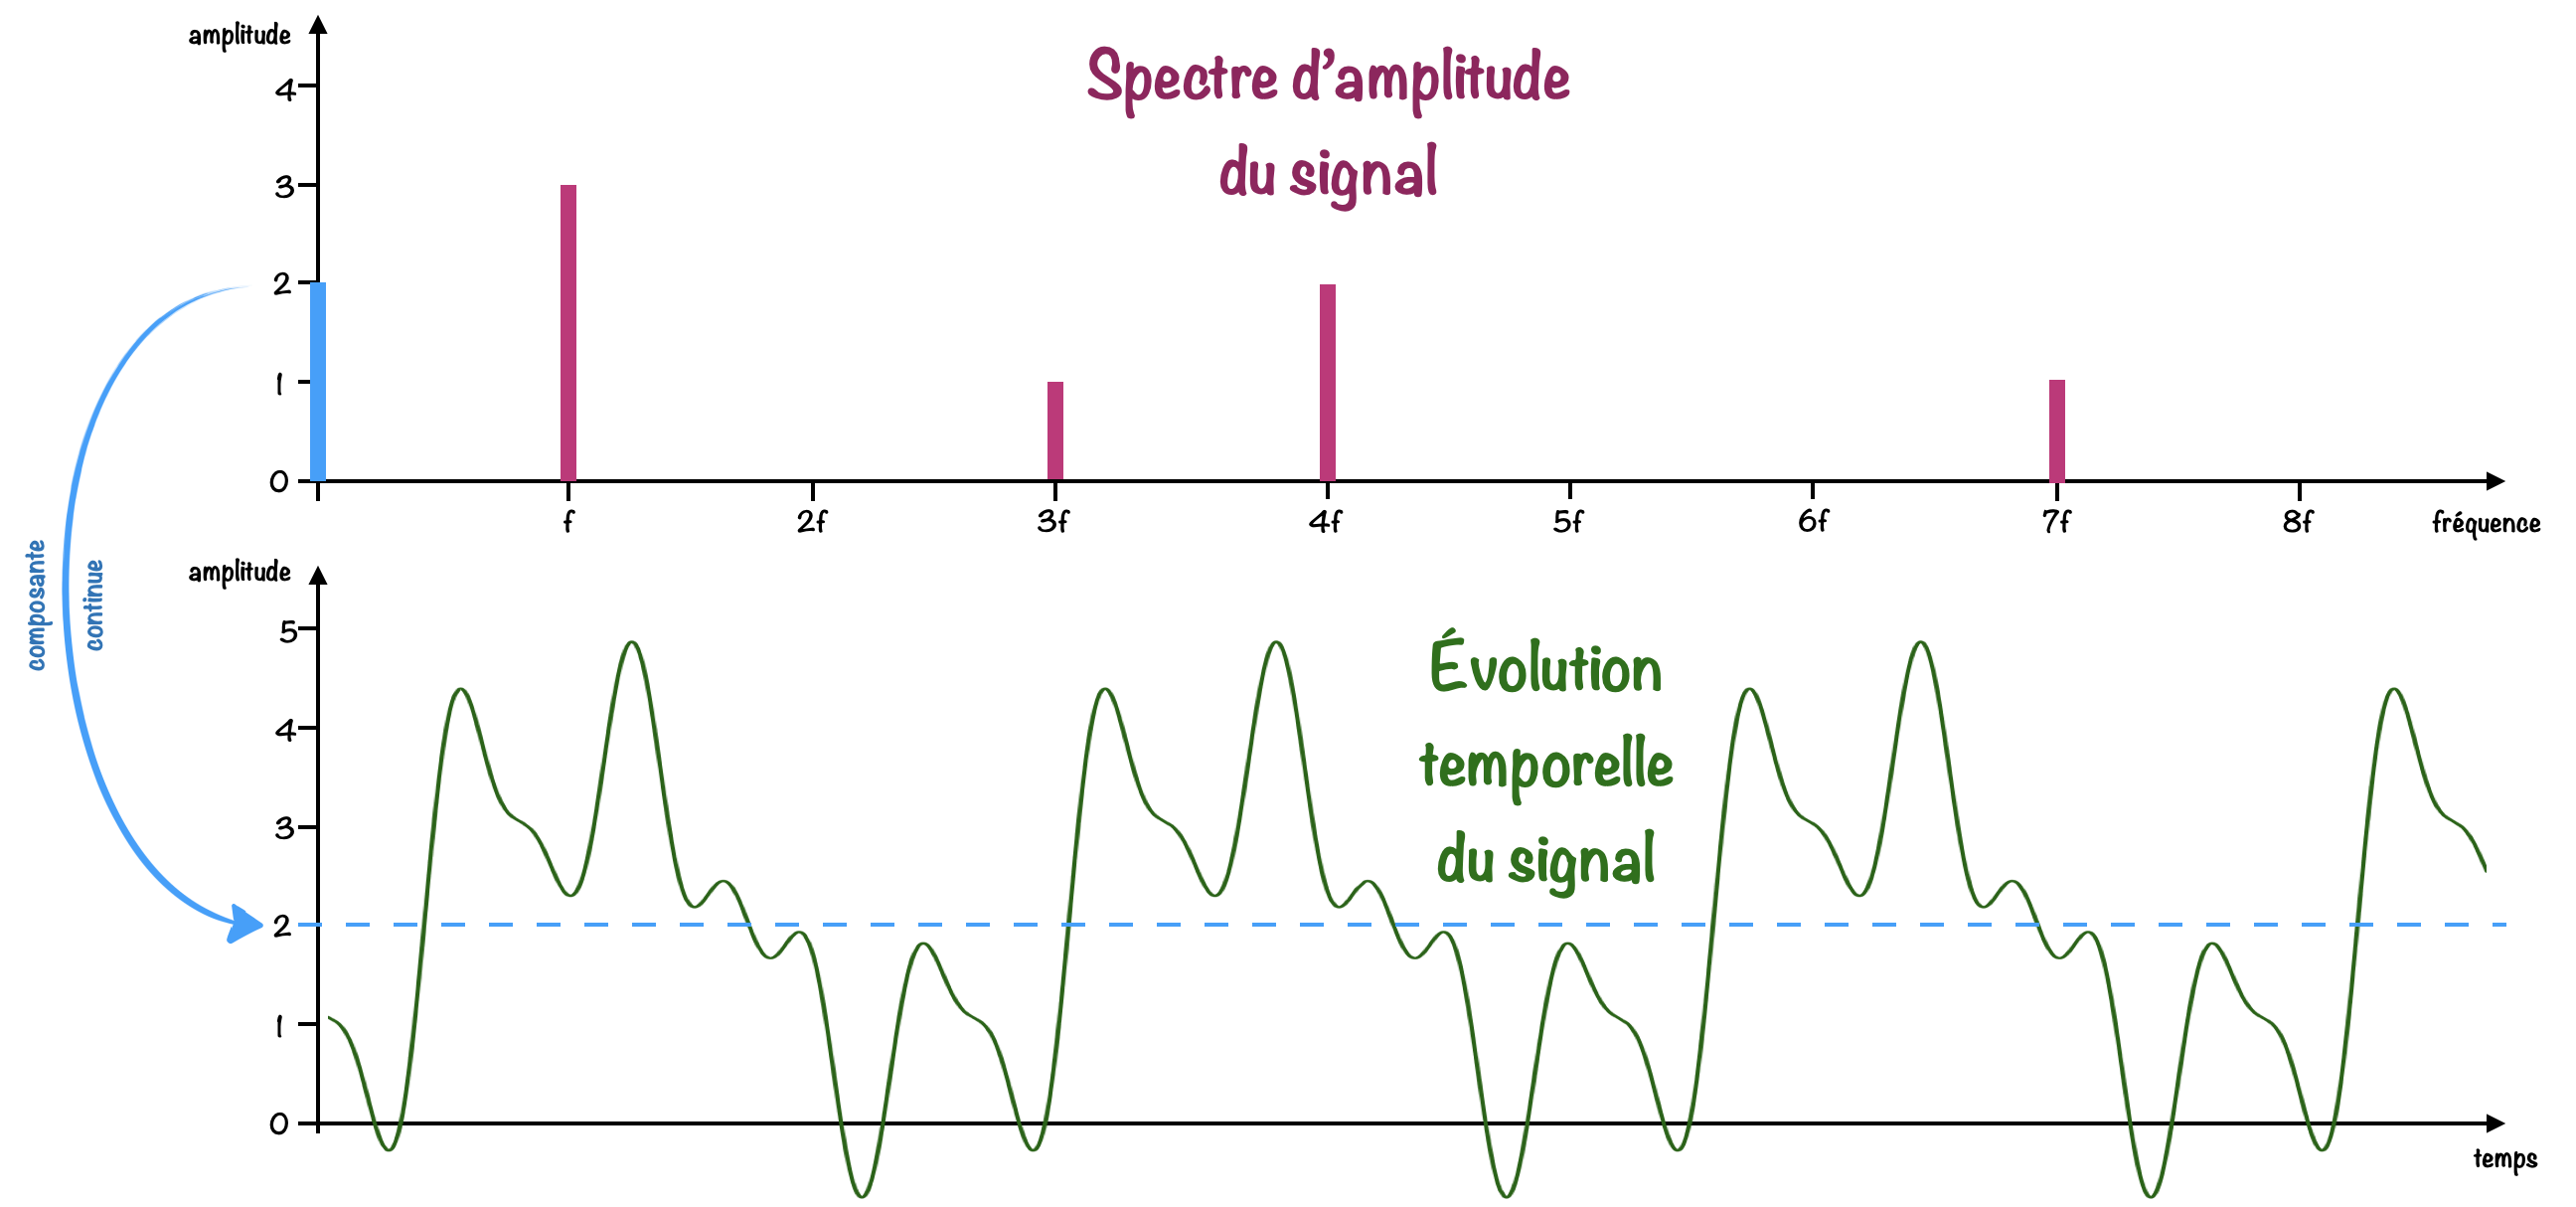 amplitude
Spectre d’amplitude
du signal
4
3
2
1
0
f
2f
3f
4f
5f
6f
7f
8f
fréquence
composante
continue
amplitude
5
4
3
2
1
0
Évolution
temporelle
du signal
temps